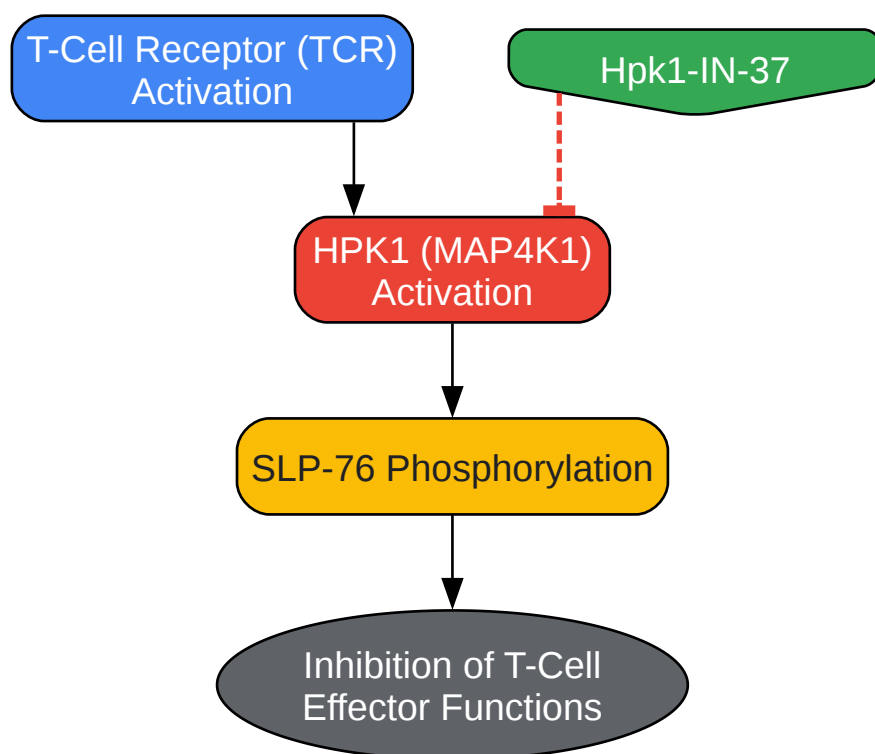 T-Cell Receptor (TCR)
Activation
Hpk1-IN-37
HPK1 (MAP4K1)
Activation
SLP-76 Phosphorylation
Inhibition of T-Cell
Effector Functions